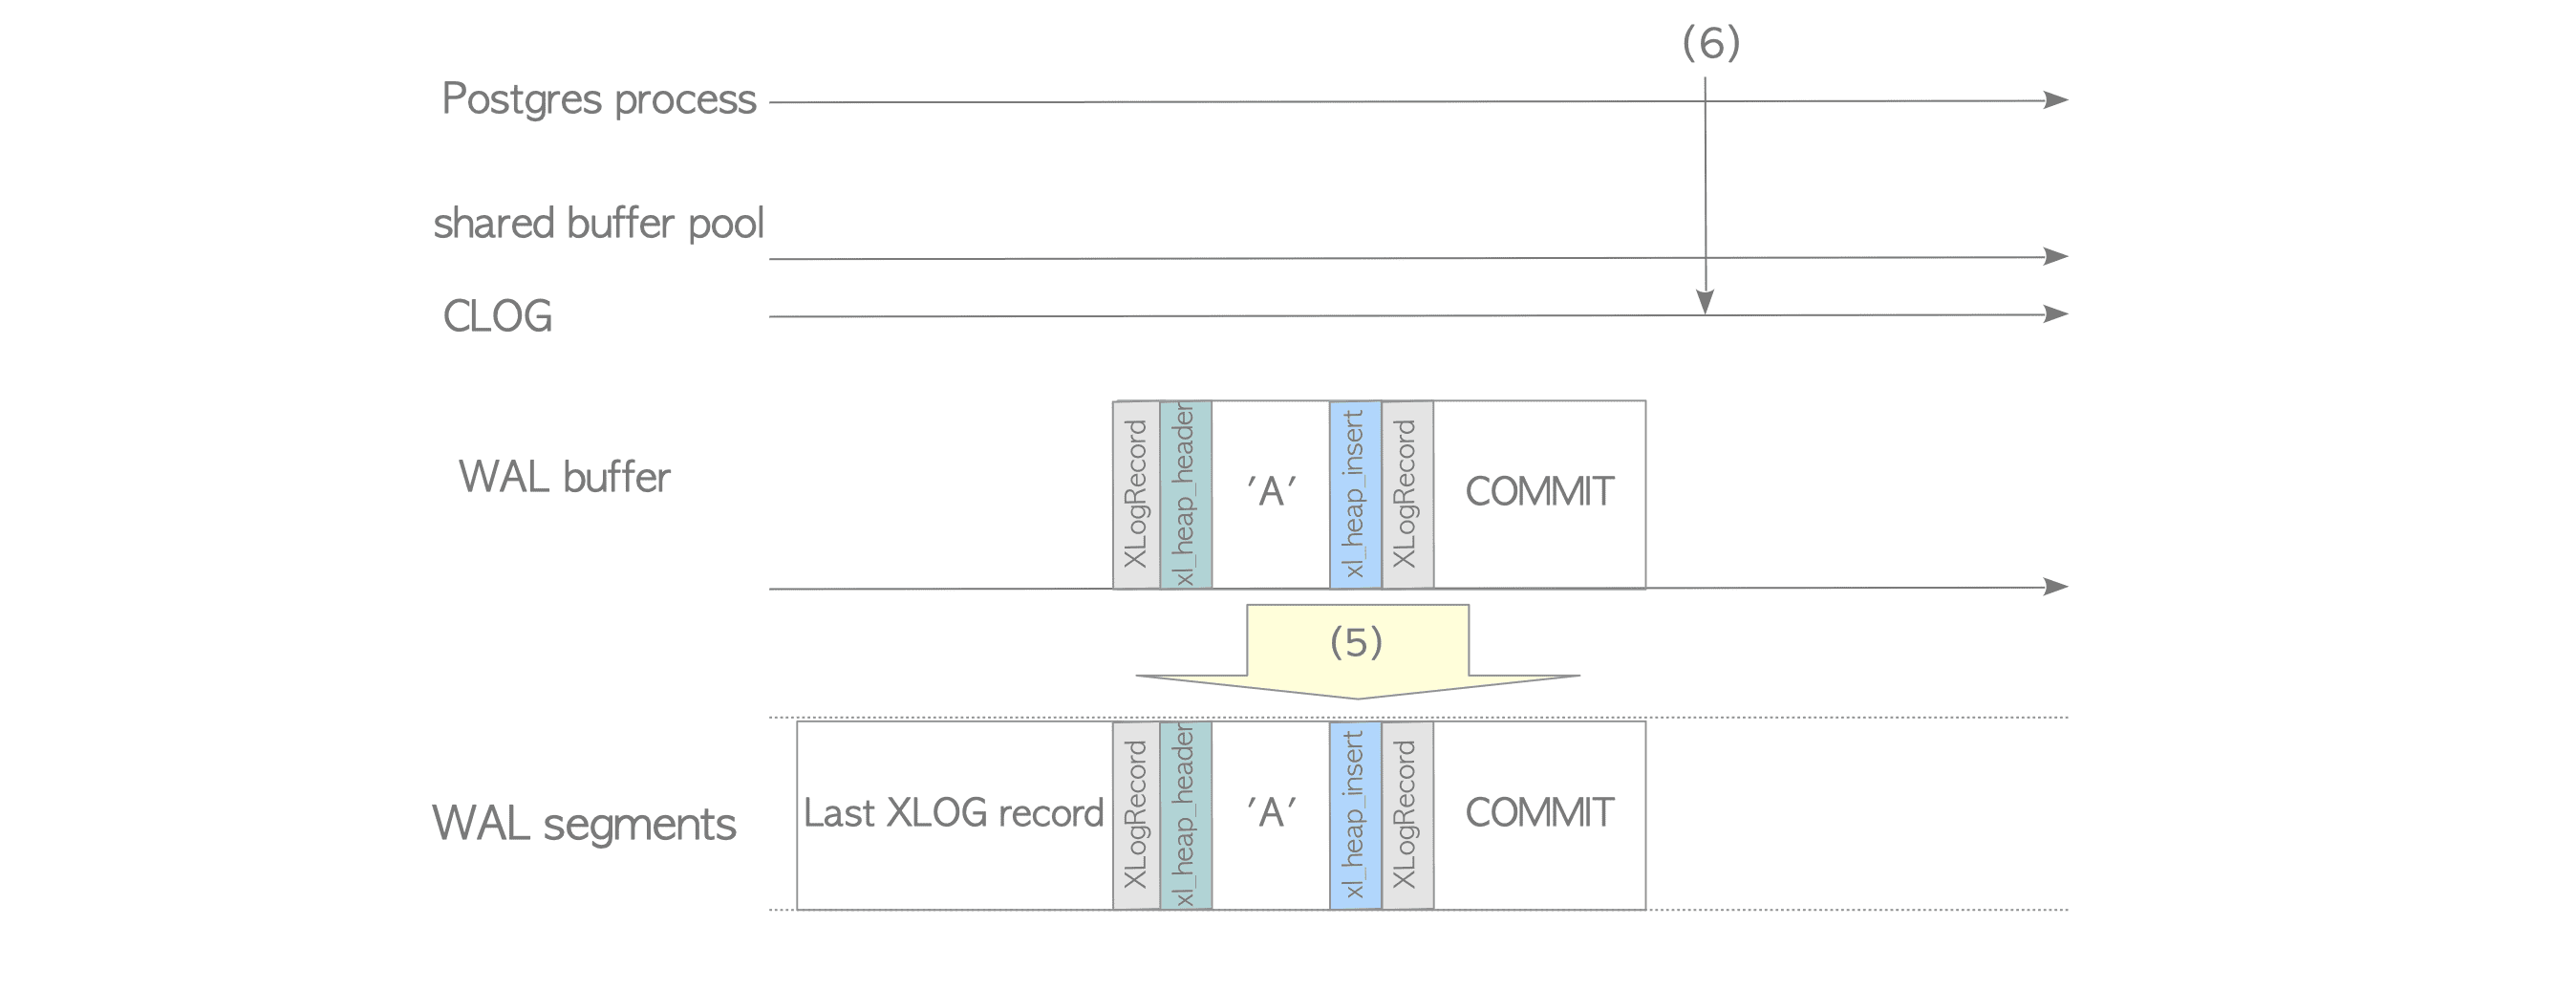 (6)
Postgres process
shared buffer pool
CLOG
WAL buffer
XLogRecord
xl_heap_header
'A'
xl_heap_insert
XLogRecord
COMMIT
(5)
WAL segments
Last XLOG record
XLogRecord
xl_heap_header
'A'
xl_heap_insert
XLogRecord
COMMIT